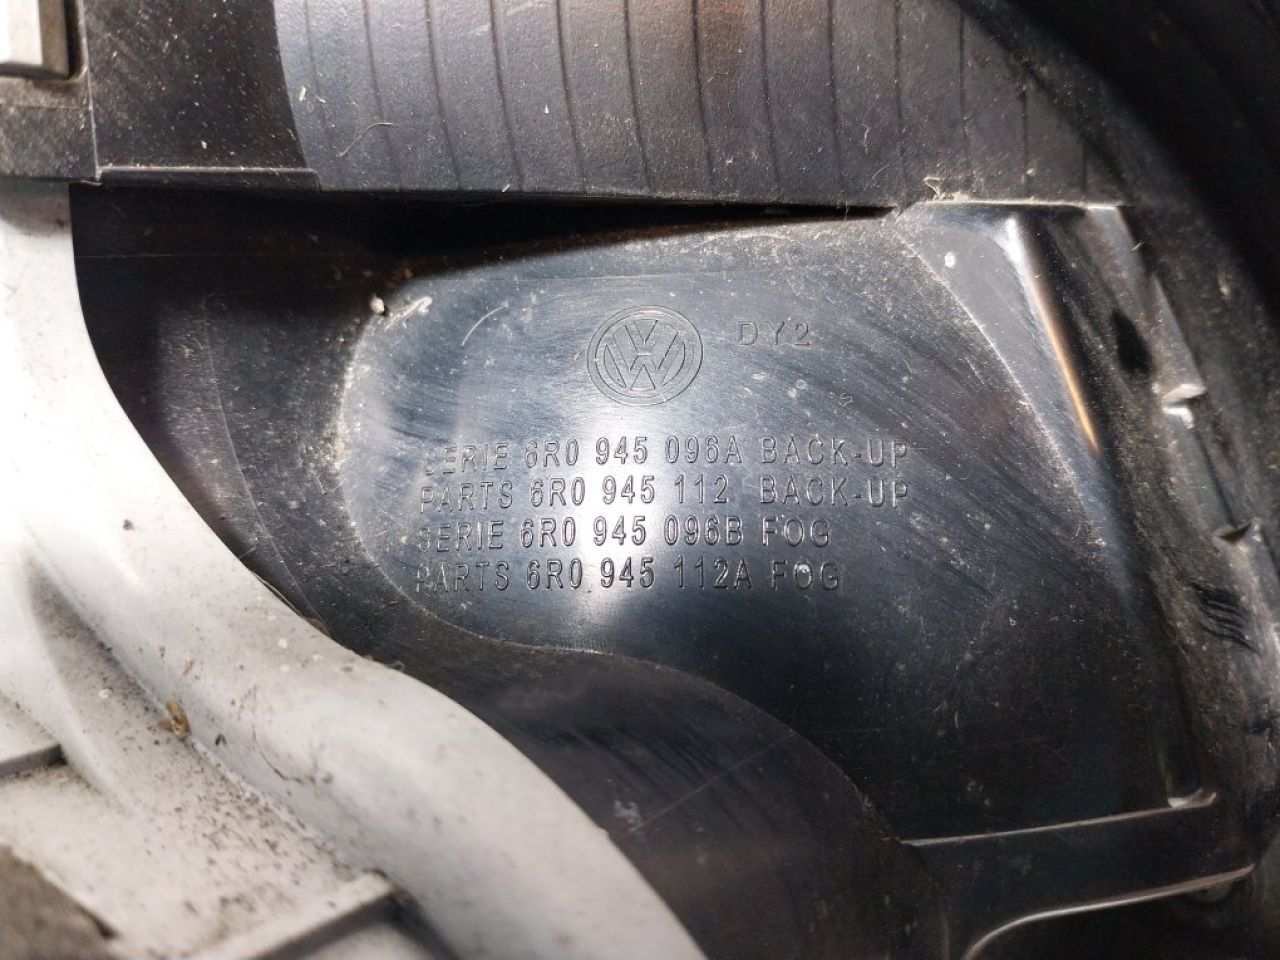 VW DY2
SERIE 6R0 945 096A BACK-UP
PARTS 6R0 945 112 BACK-UP
SERIE 6R0 945 096B FOG
PARTS 6R0 945 112A FOG